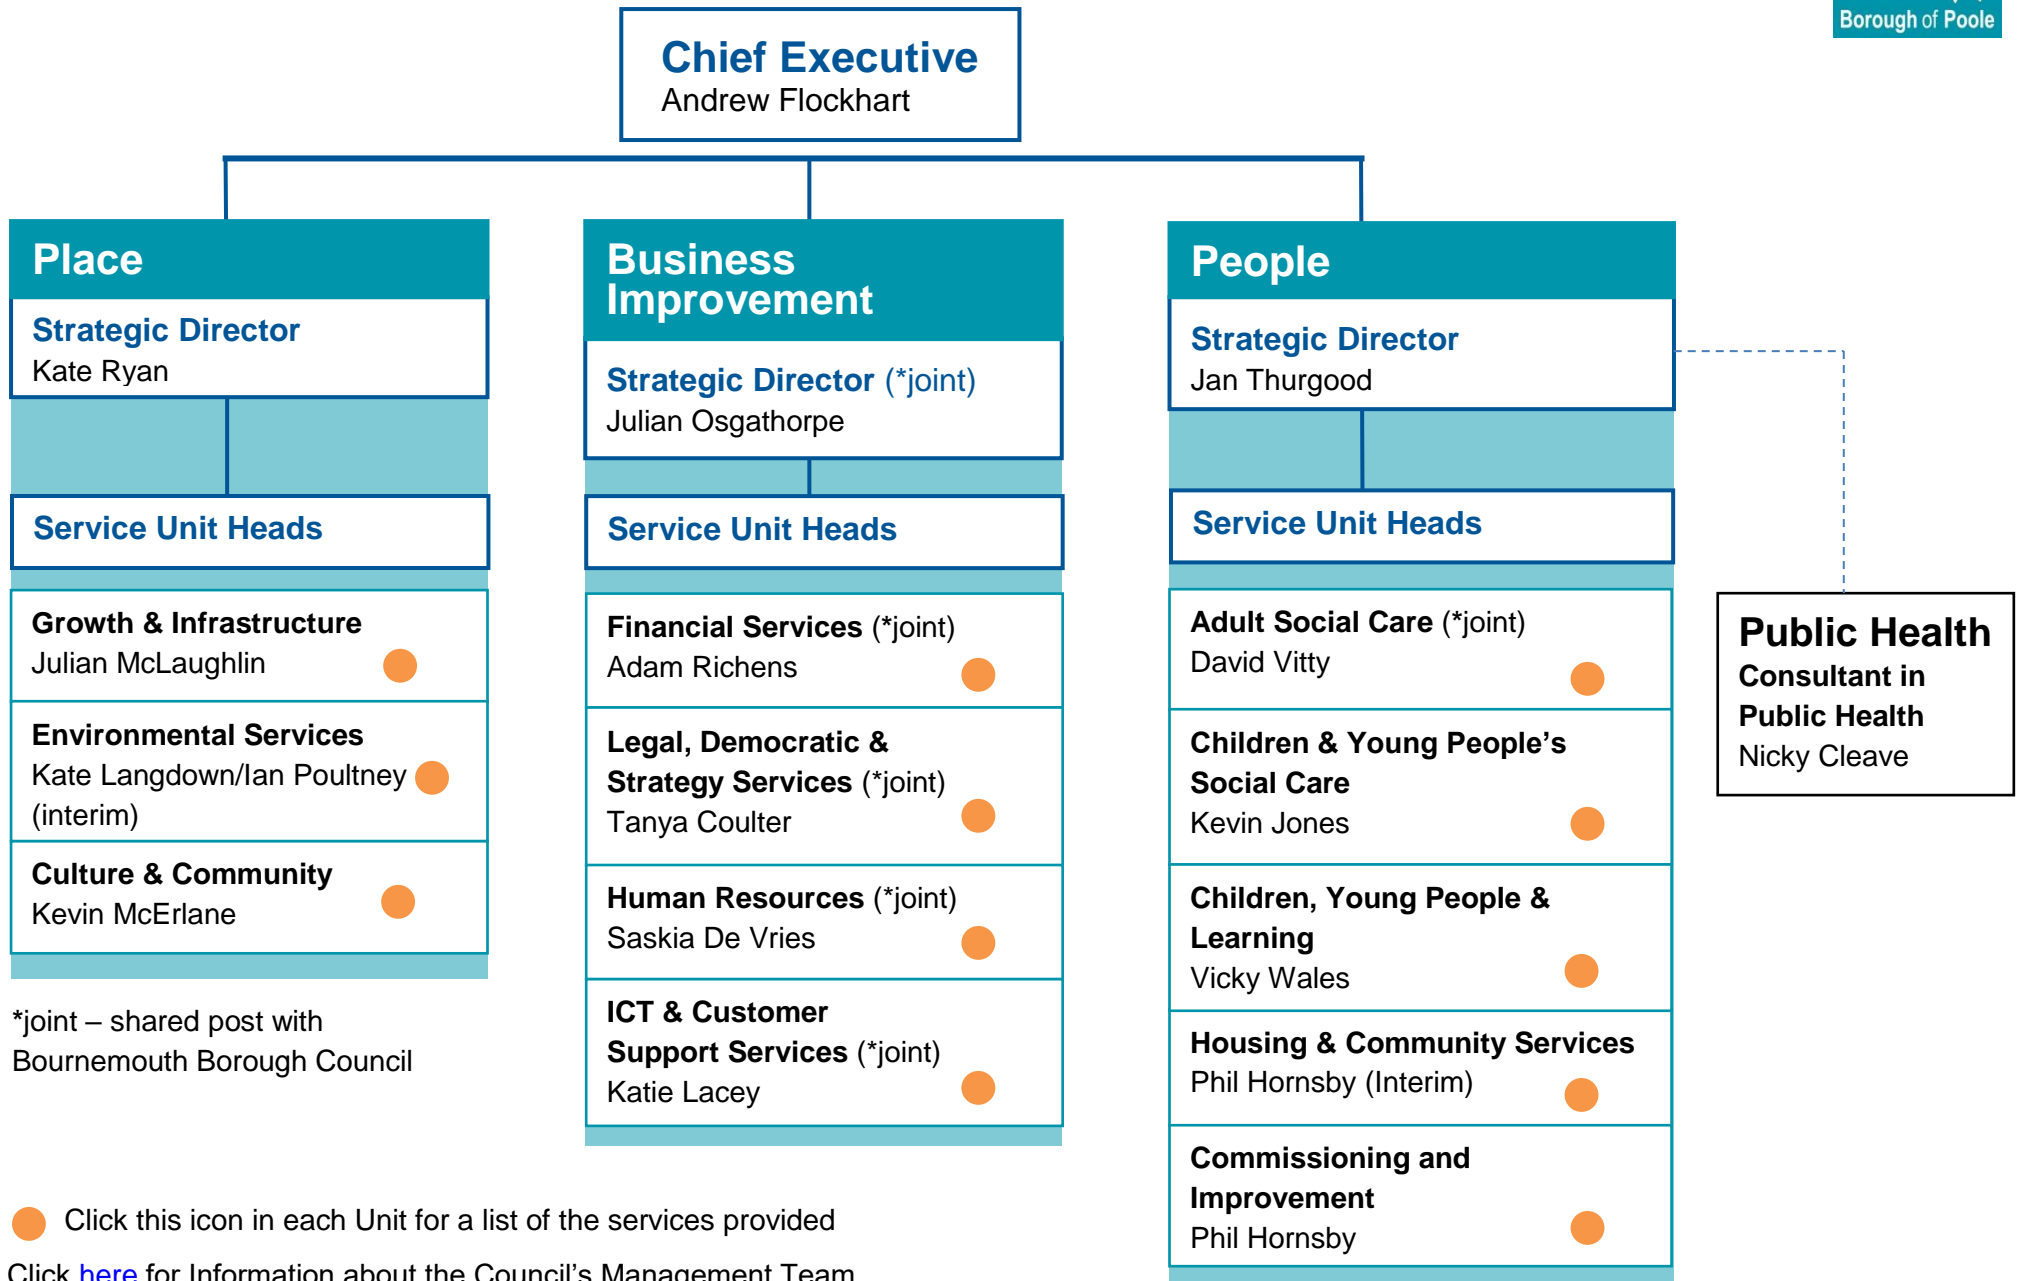 Borough of Poole
Chief Executive
Andrew Flockhart
Place
Strategic Director
Kate Ryan
Service Unit Heads
Growth & Infrastructure
Julian McLaughlin
Environmental Services
Kate Langdown/Ian Poultney
(interim)
Culture & Community
Kevin McErlane
*joint – shared post with
Bournemouth Borough Council
Business
Improvement
Strategic Director (*joint)
Julian Osgathorpe
Service Unit Heads
Financial Services (*joint)
Adam Richens
Legal, Democratic &
Strategy Services (*joint)
Tanya Coulter
Human Resources (*joint)
Saskia De Vries
ICT & Customer
Support Services (*joint)
Katie Lacey
People
Strategic Director
Jan Thurgood
Service Unit Heads
Adult Social Care (*joint)
David Vitty
Children & Young People’s
Social Care
Kevin Jones
Children, Young People &
Learning
Vicky Wales
Housing & Community Services
Phil Hornsby (Interim)
Commissioning and
Improvement
Phil Hornsby
Public Health
Consultant in
Public Health
Nicky Cleave
Click this icon in each Unit for a list of the services provided
Click here for Information about the Council’s Management Team